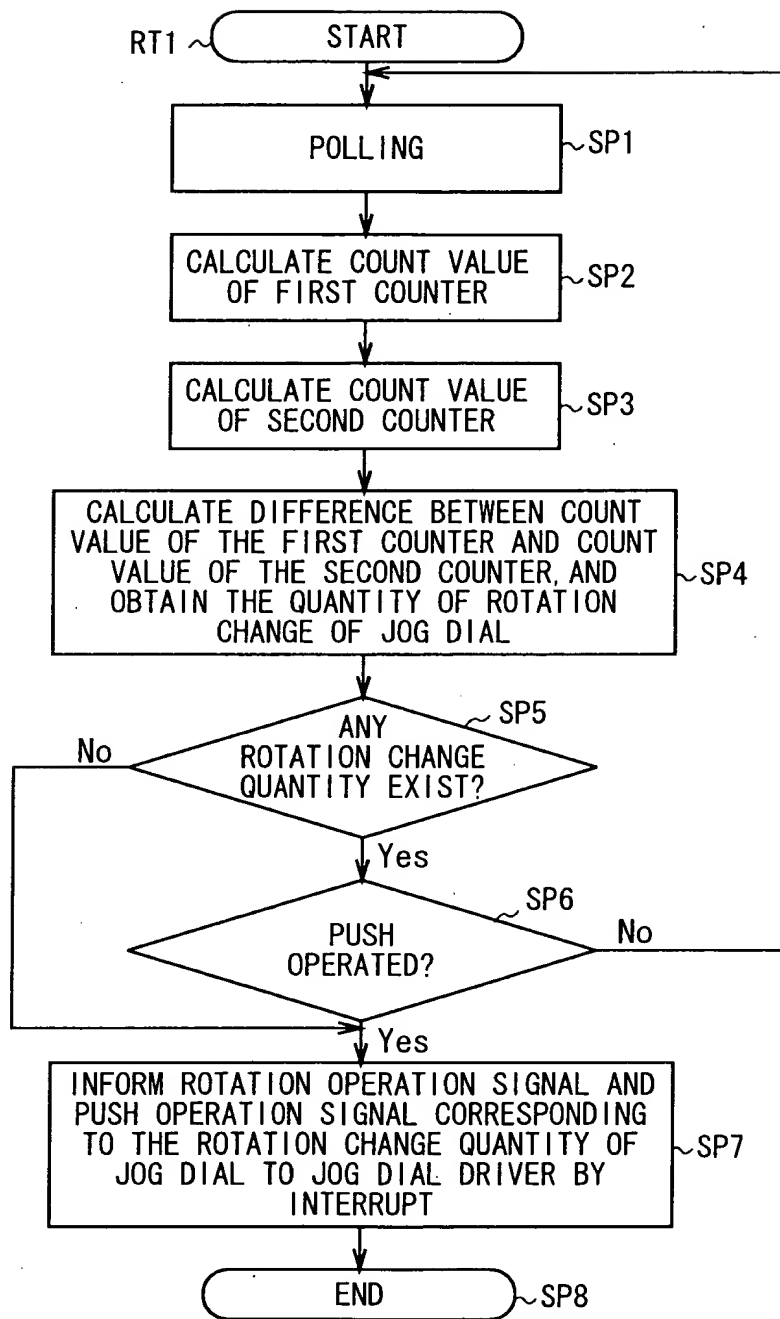 RT1
START
POLLING
SP1
CALCULATE COUNT VALUE
OF FIRST COUNTER
SP2
CALCULATE COUNT VALUE
OF SECOND COUNTER
SP3
CALCULATE DIFFERENCE BETWEEN COUNT
VALUE OF THE FIRST COUNTER AND COUNT
VALUE OF THE SECOND COUNTER, AND
OBTAIN THE QUANTITY OF ROTATION
CHANGE OF JOG DIAL
SP4
SP5
ANY
ROTATION CHANGE
QUANTITY EXIST?
No
Yes
SP6
PUSH
OPERATED?
No
Yes
INFORM ROTATION OPERATION SIGNAL AND
PUSH OPERATION SIGNAL CORRESPONDING
TO THE ROTATION CHANGE QUANTITY OF
JOG DIAL TO JOG DIAL DRIVER BY
INTERRUPT
SP7
END
SP8